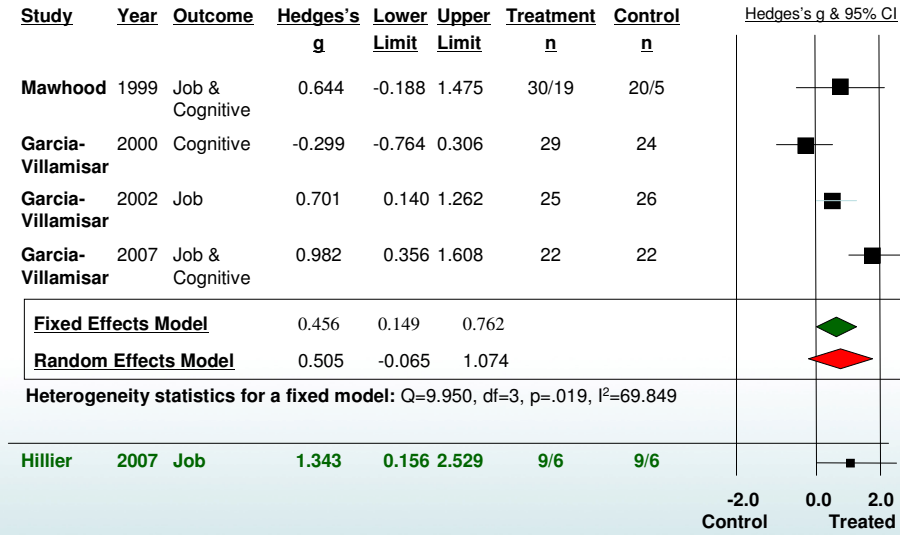 Study Year Outcome Hedges's Lower Upper Treatment Control Hedges's g & 95% CI
g Limit Limit n n
Mawhood 1999 Job & 0.644 -0.188 1.475 30/19 20/5
Cognitive
Garcia- 2000 Cognitive -0.299 -0.764 0.306 29 24
Villamisar
Garcia- 2002 Job 0.701 0.140 1.262 25 26
Villamisar
Garcia- 2007 Job & 0.982 0.356 1.608 22 22
Villamisar Cognitive
Fixed Effects Model 0.456 0.149 0.762
Random Effects Model 0.505 -0.065 1.074
Heterogeneity statistics for a fixed model: Q=9.950, df=3, p=.019, I²=69.849
Hillier 2007 Job 1.343 0.156 2.529 9/6 9/6
-2.0 0.0 2.0
Control Treated